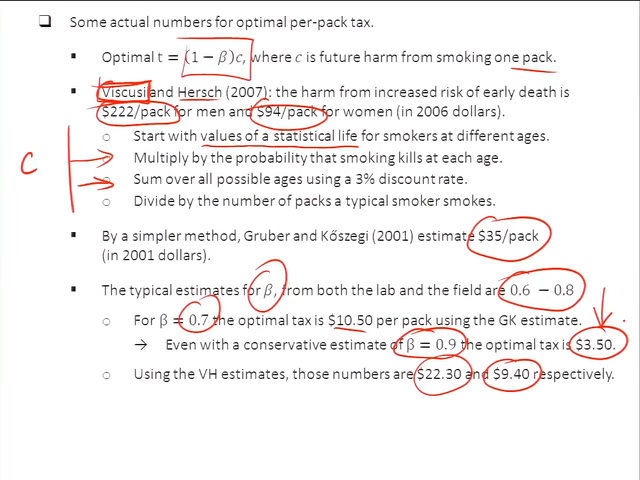 Some actual numbers for optimal per-pack tax.
Optimal t = (1 − β)c, where c is future harm from smoking one pack.
Viscusi and Hersch (2007): the harm from increased risk of early death is
$222/pack for men and $94/pack for women (in 2006 dollars).
Start with values of a statistical life for smokers at different ages.
Multiply by the probability that smoking kills at each age.
Sum over all possible ages using a 3% discount rate.
Divide by the number of packs a typical smoker smokes.
C
By a simpler method, Gruber and Kőszegi (2001) estimate $35/pack
(in 2001 dollars).
The typical estimates for β, from both the lab and the field are 0.6 − 0.8
For β = 0.7 the optimal tax is $10.50 per pack using the GK estimate.
→ Even with a conservative estimate of β = 0.9 the optimal tax is $3.50.
Using the VH estimates, those numbers are $22.30 and $9.40 respectively.